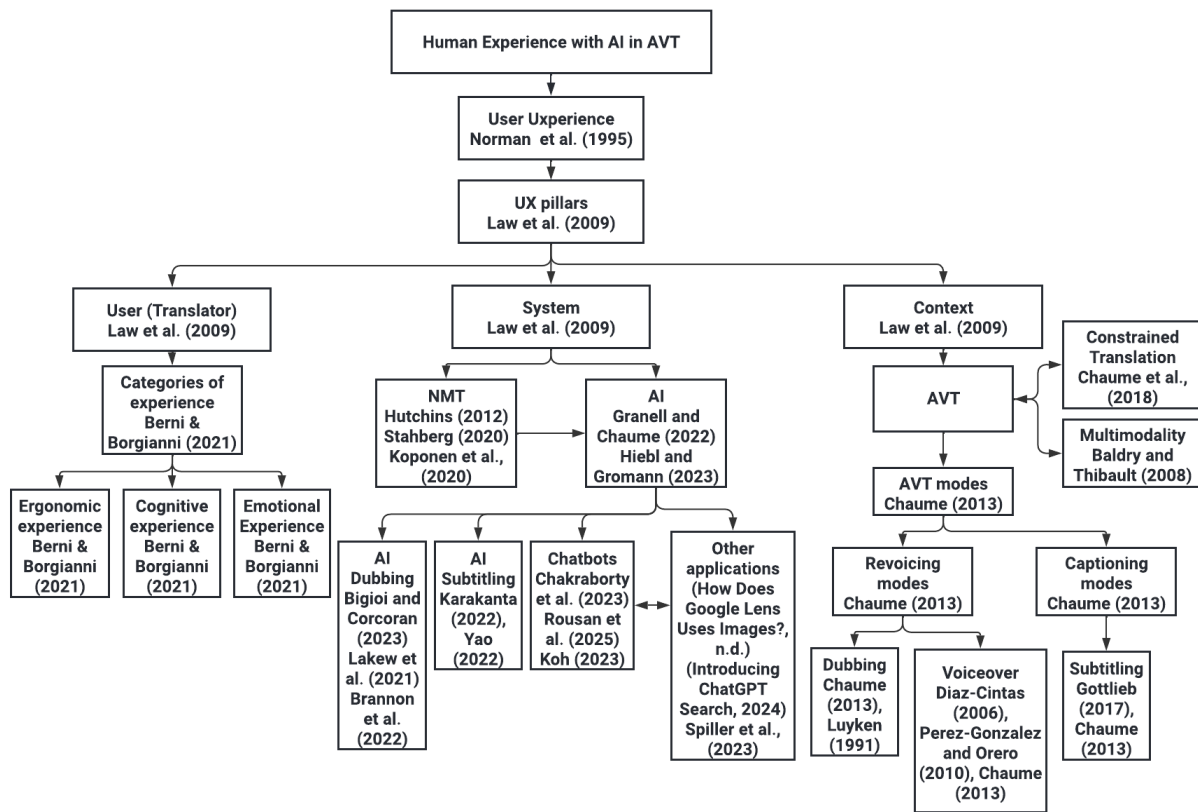 Human Experience with AI in AVT
User Uxperience
Norman et al. (1995)
UX pillars
Law et al. (2009)
User (Translator)
Law et al. (2009)
System
Law et al. (2009)
Context
Law et al. (2009)
Constrained
Translation
Chaume et al.,
(2018)
Categories of
experience
Berni &
Borgianni (2021)
NMT
Hutchins (2012)
Stahberg (2020)
Koponen et al.,
(2020)
AI
Granell and
Chaume (2022)
Hiebl and
Gromann (2023)
AVT
Multimodality
Baldry and
Thibault (2008)
Ergonomic
experience
Berni &
Borgianni
(2021)
Cognitive
experience
Berni &
Borgianni
(2021)
Emotional
Experience
Berni &
Borgianni
(2021)
AVT modes
Chaume (2013)
AI
Dubbing
Bigioi and
Corcoran
(2023)
Lakew et
al. (2021)
Brannon
et al.
(2022)
AI
Subtitling
Karakanta
(2022),
Yao
(2022)
Chatbots
Chakraborty
et al. (2023)
Rousan et
al. (2025)
Koh (2023)
Other
applications
(How Does
Google Lens
Uses Images?,
n.d.)
(Introducing
ChatGPT
Search, 2024)
Spiller et al.,
(2023)
Revoicing
modes
Chaume (2013)
Captioning
modes
Chaume (2013)
Dubbing
Chaume
(2013),
Luyken
(1991)
Voiceover
Diaz-Cintas
(2006),
Perez-Gonzalez
and Orero
(2010), Chaume
(2013)
Subtitling
Gottlieb
(2017),
Chaume
(2013)